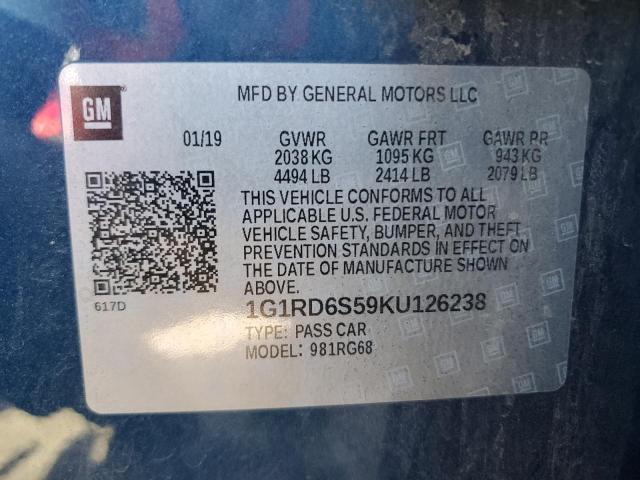 GM
MFD BY GENERAL MOTORS LLC
01/19 GVWR GAWR FRT GAWR PR
2038 KG 1095 KG 943 KG
4494 LB 2414 LB 2079 LB
THIS VEHICLE CONFORMS TO ALL
APPLICABLE U.S. FEDERAL MOTOR
VEHICLE SAFETY, BUMPER, AND THEFT
PREVENTION STANDARDS IN EFFECT ON
THE DATE OF MANUFACTURE SHOWN
ABOVE.
617D
1G1RD6S59KU126238
TYPE: PASS CAR
MODEL: 981RG68